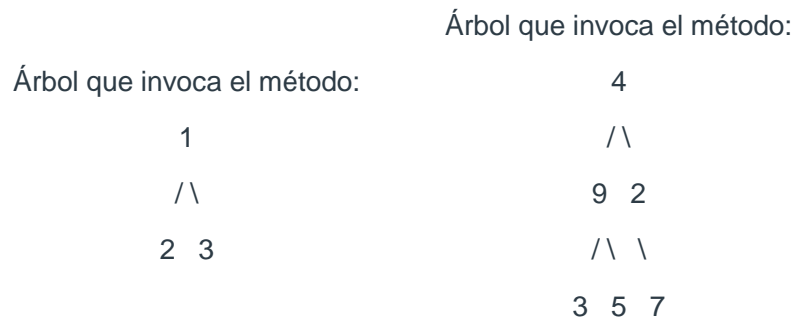 Árbol que invoca el método:
1
/ \
2 3
Árbol que invoca el método:
4
/ \
9 2
/ \ \
3 5 7